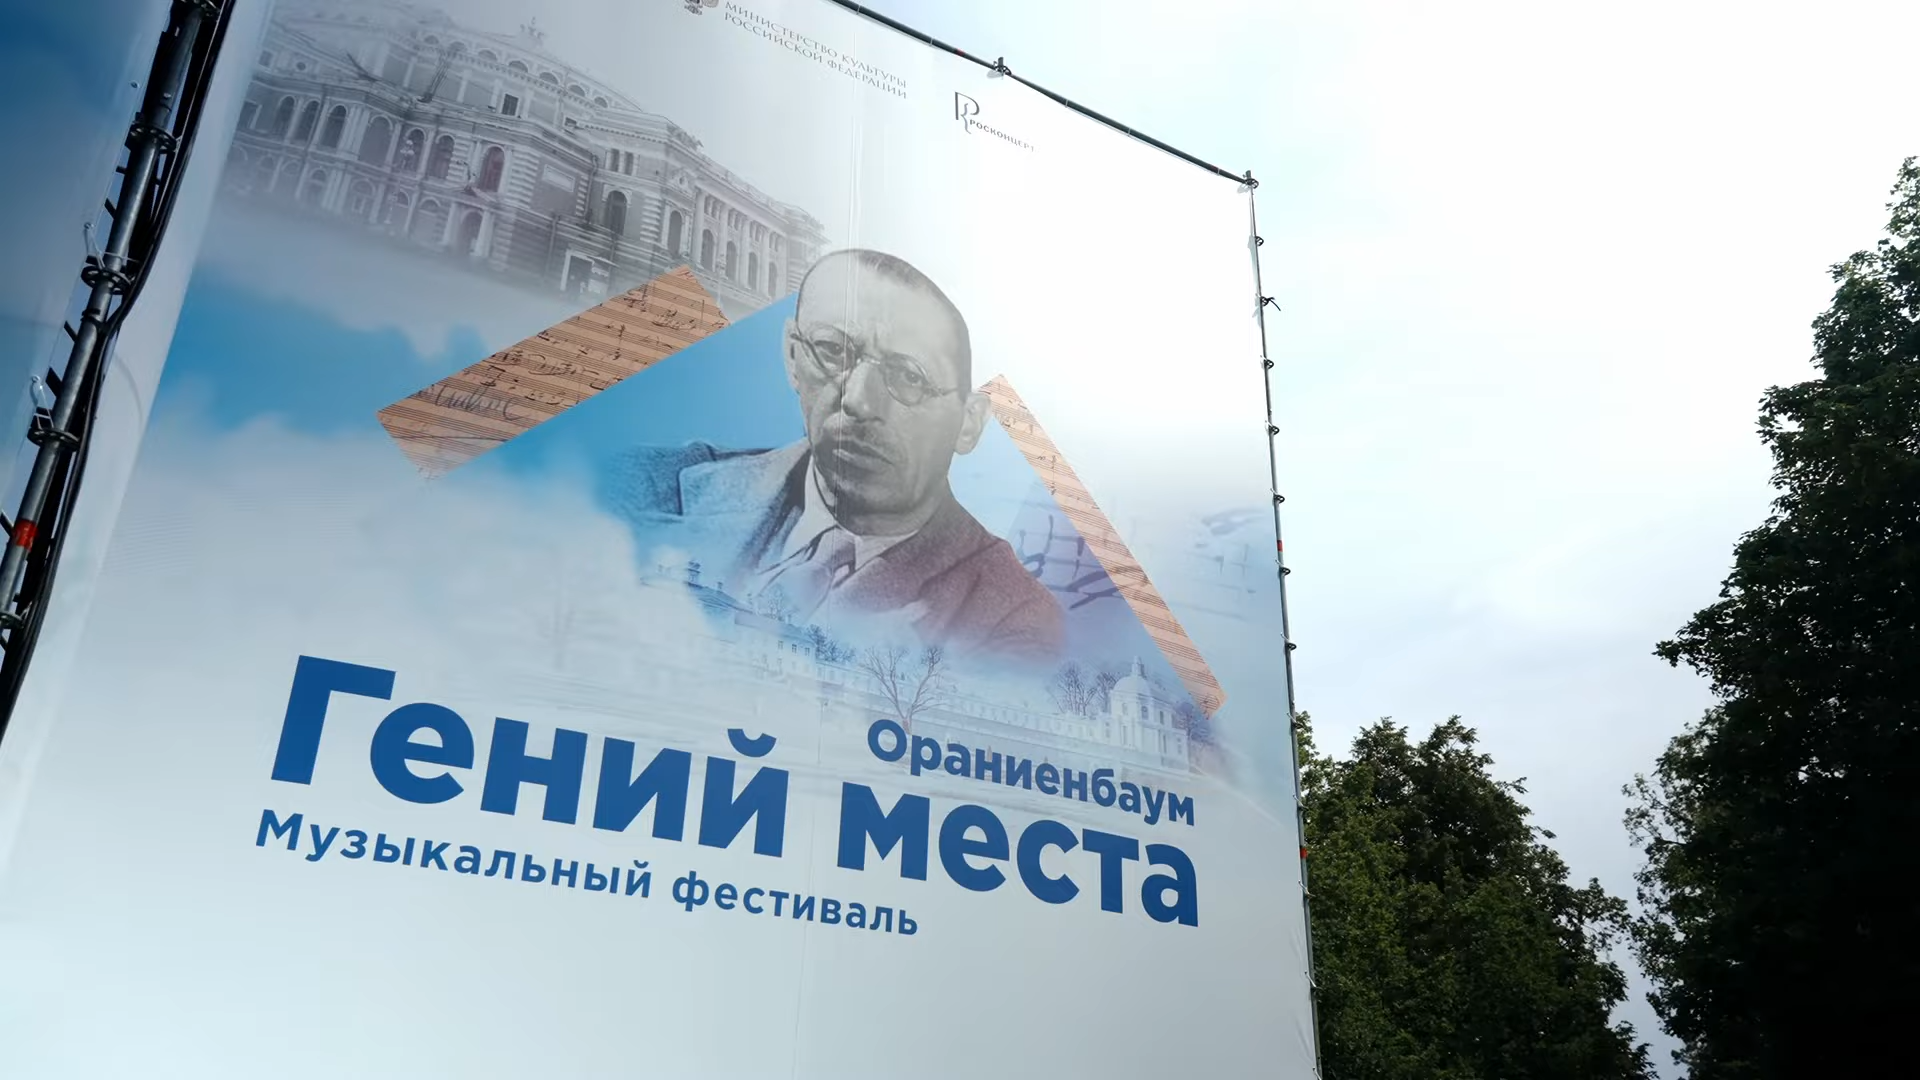 МИНИСТЕРСТВО КУЛЬТУРЫ
РОССИЙСКОЙ ФЕДЕРАЦИИ
РОСКОНЦЕРТ
Ораниенбаум
Гений места
Музыкальный фестиваль